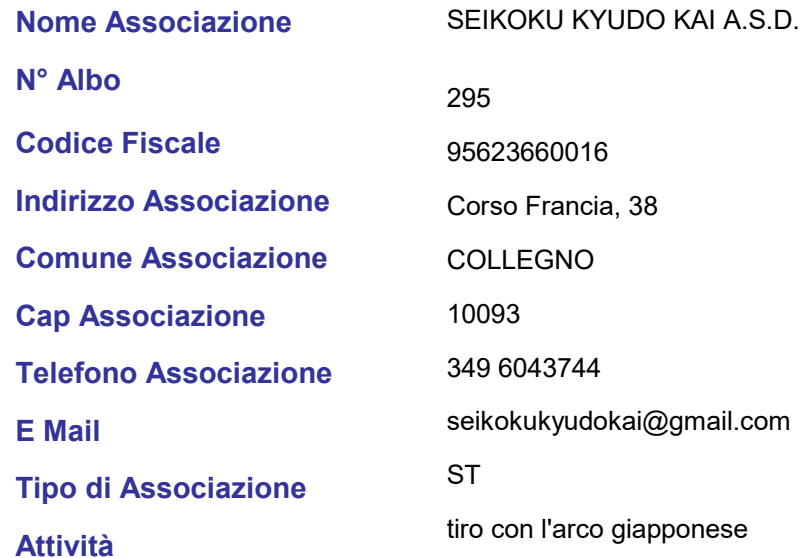 Nome Associazione SEIKOKU KYUDO KAI A.S.D.
N° Albo 295
Codice Fiscale 95623660016
Indirizzo Associazione Corso Francia, 38
Comune Associazione COLLEGNO
Cap Associazione 10093
Telefono Associazione 349 6043744
E Mail seikokukyudokai@gmail.com
Tipo di Associazione ST
Attività tiro con l'arco giapponese